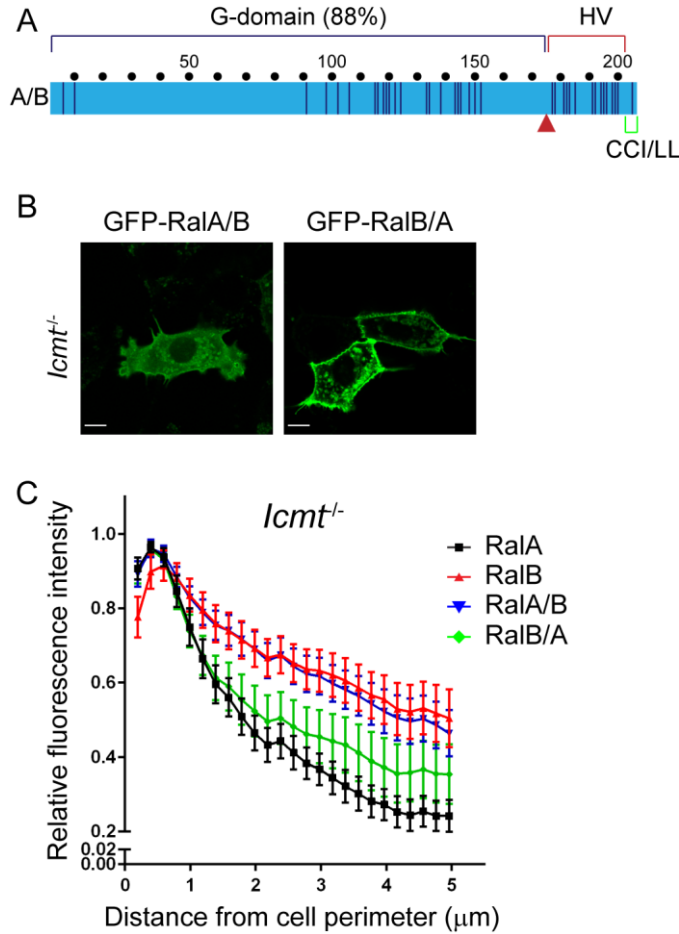 A
G-domain (88%)
HV
50
100
150
200
A/B
CCI/LL
B
GFP-RalA/B
GFP-RalB/A
Icmt-/-
C
Icmt-/-
Relative fluorescence intensity
1.0
0.8
0.6
0.4
0.2
0.02
0.00
0
1
2
3
4
5
Distance from cell perimeter (μm)
RalA
RalB
RalA/B
RalB/A